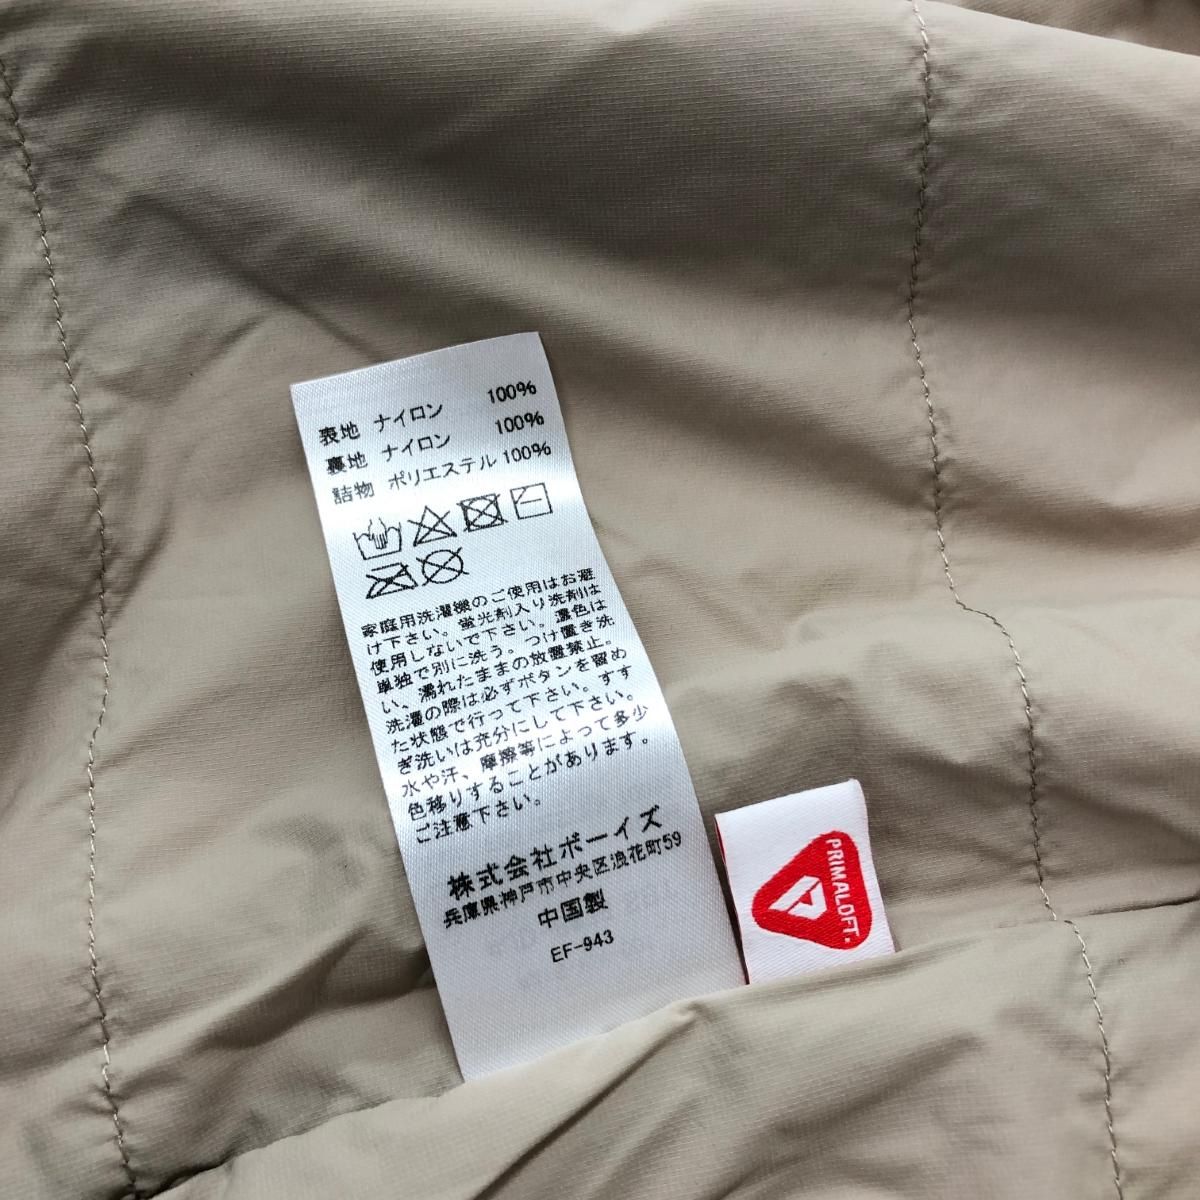 表地 ナイロン 100%
裏地 ナイロン 100%
詰物 ポリエステル 100%
家庭用洗濯機のご使用はお避
け下さい。蛍光剤入り洗剤は
使用しないで下さい。濃色は
単独で別に洗う。つけ置き洗
い、濡れたままの放置禁止。
洗濯の際は必ずボタンを留め
た状態で行って下さい。すす
ぎ洗いは充分にして下さい。
水や汗、摩擦等によって多少
色移りすることがあります。
ご注意下さい。
株式会社ボーイズ
兵庫県神戸市中央区浪花町59
中国製
EF-943
PRIMALOFT.